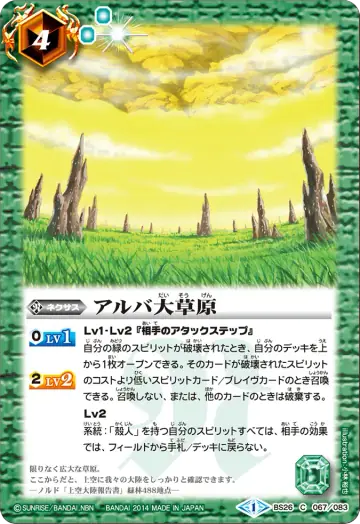 4
ネクサス アルバ大草原
だい そう げん
0 LV1
2 LV2
Lv1・Lv2『相手のアタックステップ』
自分の緑のスピリットが破壊されたとき、自分のデッキを上
から1枚オープンできる。そのカードが破壊されたスピリット
のコストより低いスピリットカード/ブレイヴカードのとき召喚
できる。召喚しない、または、他のカードのときは破棄する。
Lv2
系統：「殻人」を持つ自分のスピリットすべては、相手の効果
では、フィールドから手札/デッキに戻らない。
限りなく広大な草原。
ここからだと、上空に我々の大陸をしっかりと確認できます。
―ノルド「上空大陸報告書」緑林488地点―
©SUNRISE/BANDAI,NBN —BANDAI 2014 MADE IN JAPAN
1 BS26 C 067/083